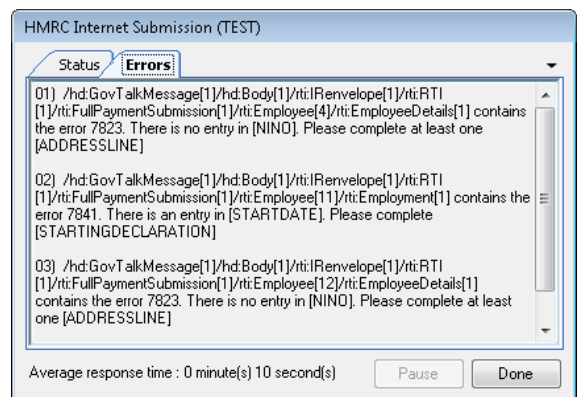 HMRC Internet Submission (TEST)
Status Errors
01) /hd:GovTalkMessage[1]/hd:Body[1]/rti:IRenvelope[1]/rti:RTI
[1]/rti:FullPaymentSubmission[1]/rti:Employee[4]/rti:EmployeeDetails[1] contains
the error 7823. There is no entry in [NINO]. Please complete at least one
[ADDRESSLINE]
02) /hd:GovTalkMessage[1]/hd:Body[1]/rti:IRenvelope[1]/rti:RTI
[1]/rti:FullPaymentSubmission[1]/rti:Employee[11]/rti:Employment[1] contains the
error 7841. There is an entry in [STARTDATE]. Please complete
[STARTINGDECLARATION]
03) /hd:GovTalkMessage[1]/hd:Body[1]/rti:IRenvelope[1]/rti:RTI
[1]/rti:FullPaymentSubmission[1]/rti:Employee[12]/rti:EmployeeDetails[1]
contains the error 7823. There is no entry in [NINO]. Please complete at least
one [ADDRESSLINE]
Average response time : 0 minute(s) 10 second(s) Pause Done